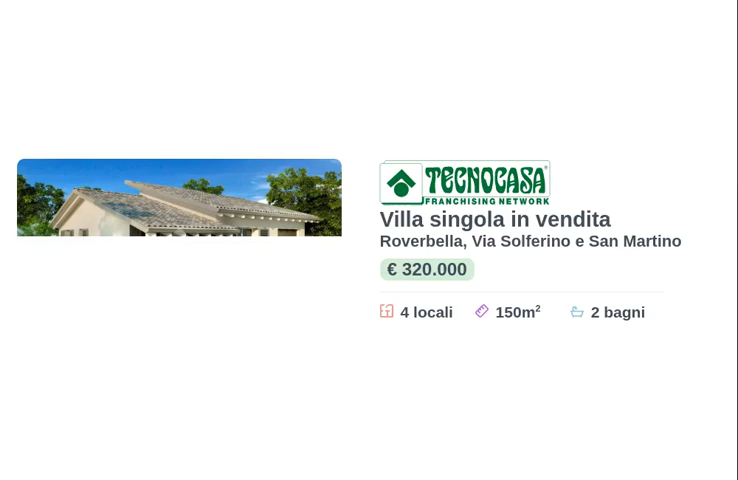 TECNOCASA
FRANCHISING NETWORK
Villa singola in vendita
Roverbella, Via Solferino e San Martino
€ 320.000
4 locali 150m² 2 bagni